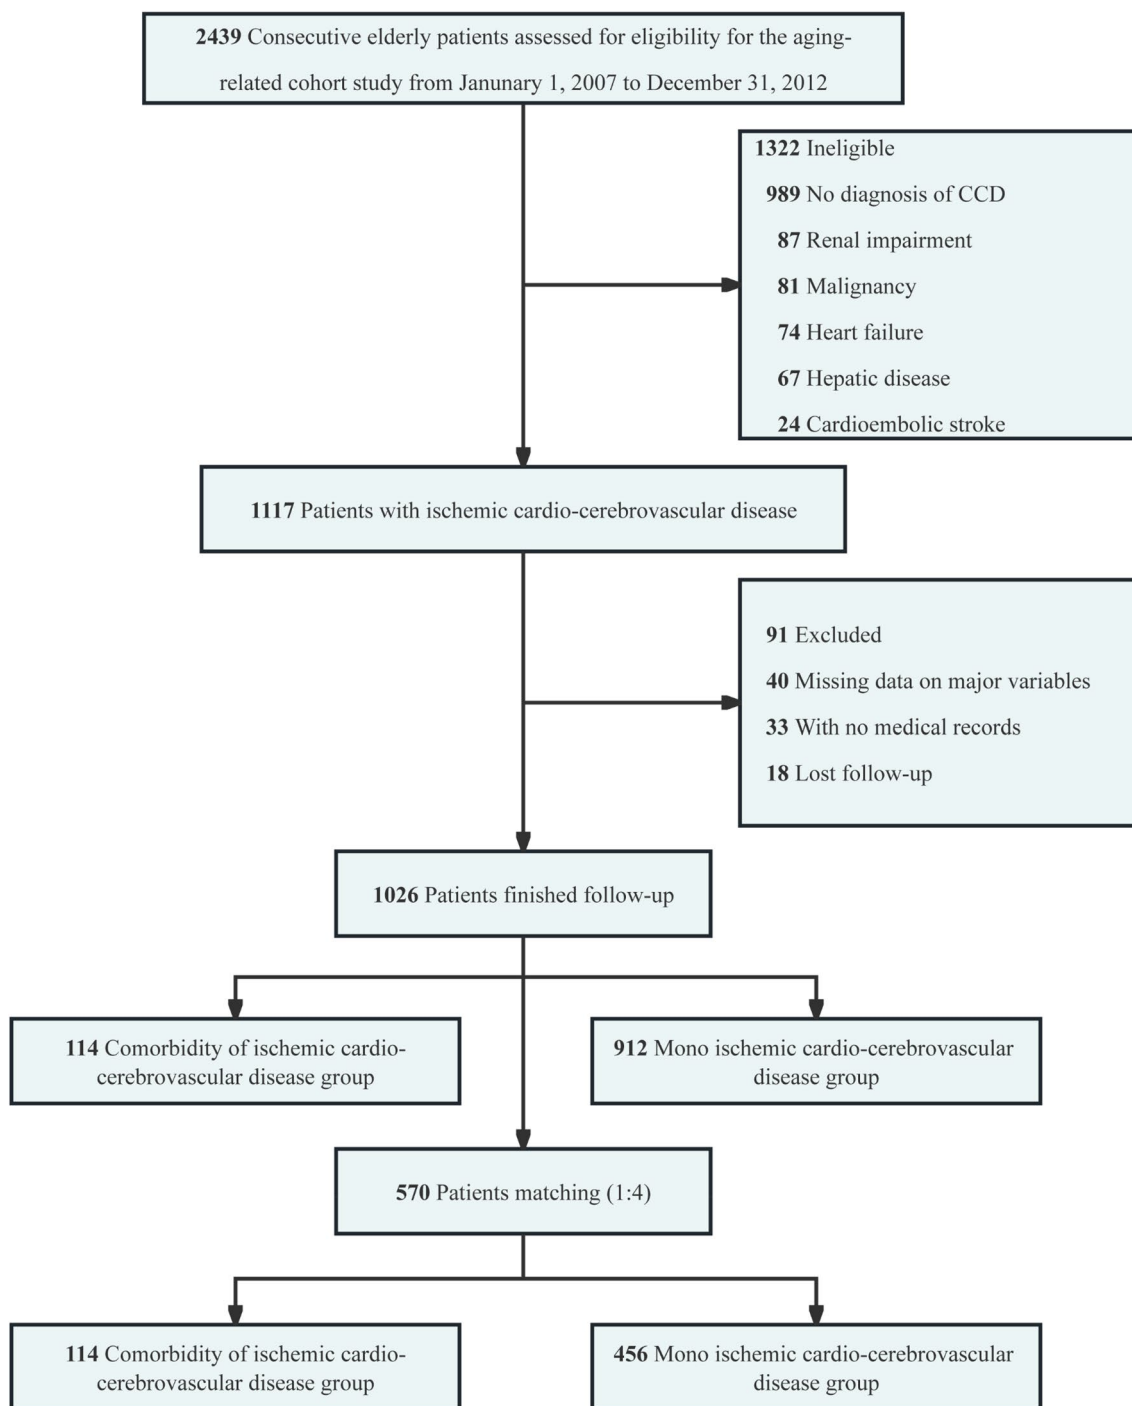 2439 Consecutive elderly patients assessed for eligibility for the aging-
related cohort study from Janunary 1, 2007 to December 31, 2012
1322 Ineligible
989 No diagnosis of CCD
87 Renal impairment
81 Malignancy
74 Heart failure
67 Hepatic disease
24 Cardioembolic stroke
1117 Patients with ischemic cardio-cerebrovascular disease
91 Excluded
40 Missing data on major variables
33 With no medical records
18 Lost follow-up
1026 Patients finished follow-up
114 Comorbidity of ischemic cardio-
cerebrovascular disease group
912 Mono ischemic cardio-cerebrovascular
disease group
570 Patients matching (1:4)
114 Comorbidity of ischemic cardio-
cerebrovascular disease group
456 Mono ischemic cardio-cerebrovascular
disease group